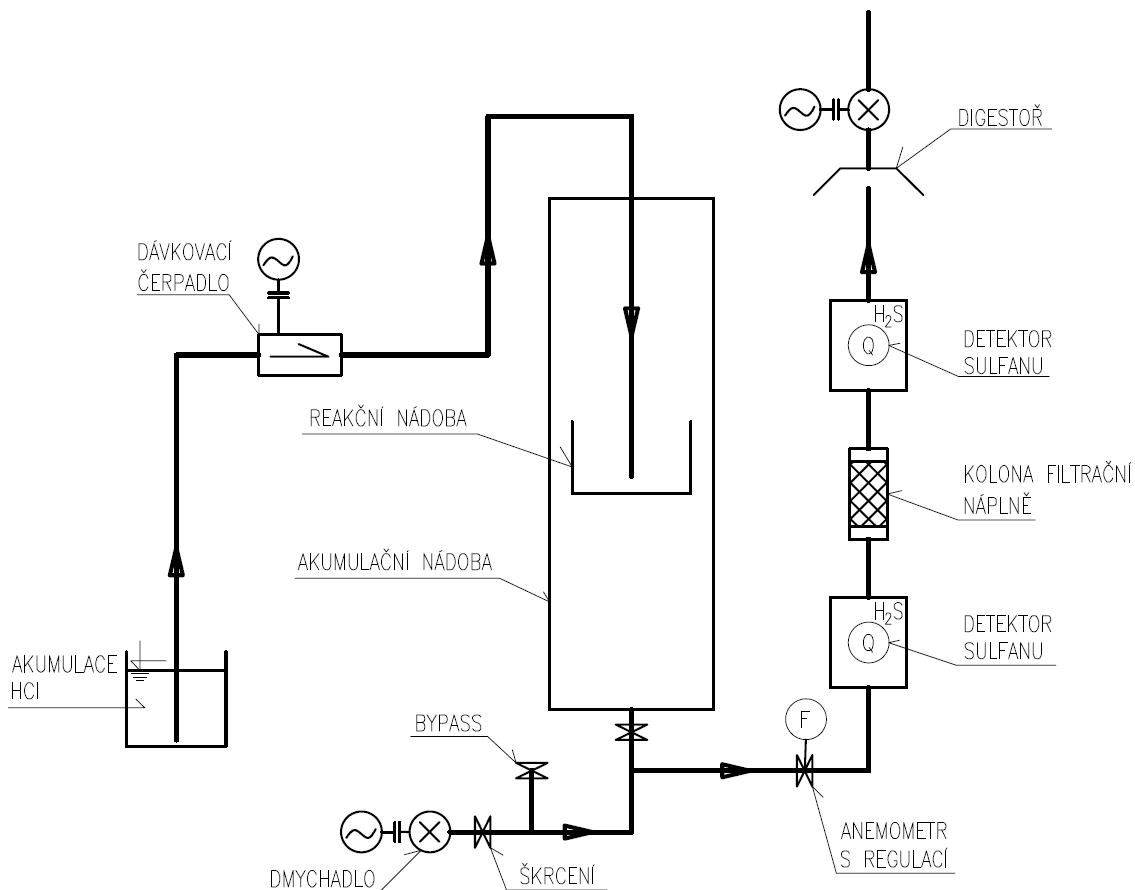 DIGESTOŘ
DÁVKOVACÍ
ČERPADLO
H₂S
Q
DETEKTOR
SULFANU
REAKČNÍ NÁDOBA
KOLONA FILTRAČNÍ
NÁPLNĚ
AKUMULAČNÍ NÁDOBA
H₂S
Q
DETEKTOR
SULFANU
AKUMULACE
HCl
BYPASS
F
ANEMOMETR
S REGULACÍ
DMYCHADLO
ŠKRCENÍ